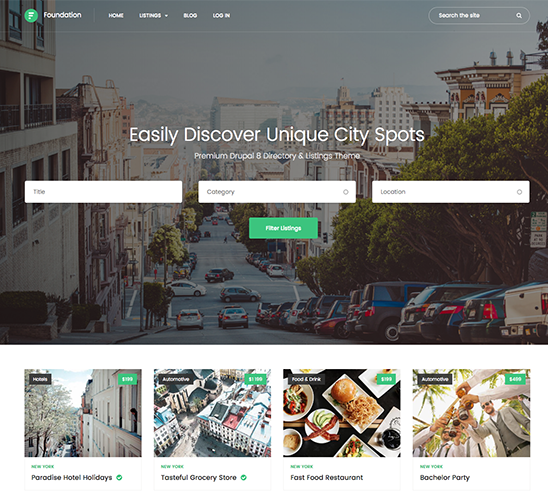 Foundation
HOME
LISTINGS
BLOG
LOG IN
Search the site
Easily Discover Unique City Spots
Premium Drupal 8 Directory & Listings Theme
Title
Category
Location
Filter Listings
Hotels
$199
Automotive
$1 199
Food & Drink
$199
Automotive
$499
NEW YORK
NEW YORK
NEW YORK
NEW YORK
Paradise Hotel Holidays
Tasteful Grocery Store
Fast Food Restaurant
Bachelor Party